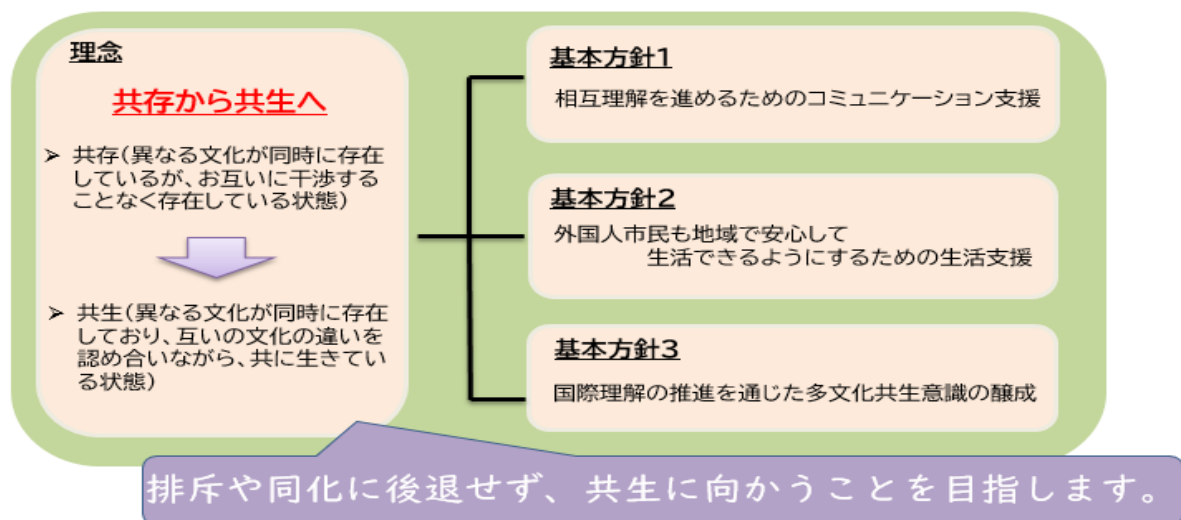 理念
共存から共生へ
➢ 共存(異なる文化が同時に存在
しているが、お互いに干渉する
ことなく存在している状態)
➢ 共生(異なる文化が同時に存在
しており、互いの文化の違いを
認め合いながら、共に生きてい
る状態)
基本方針1
相互理解を進めるためのコミュニケーション支援
基本方針2
外国人市民も地域で安心して
生活できるようにするための生活支援
基本方針3
国際理解の推進を通じた多文化共生意識の醸成
排斥や同化に後退せず、共生に向かうことを目指します。